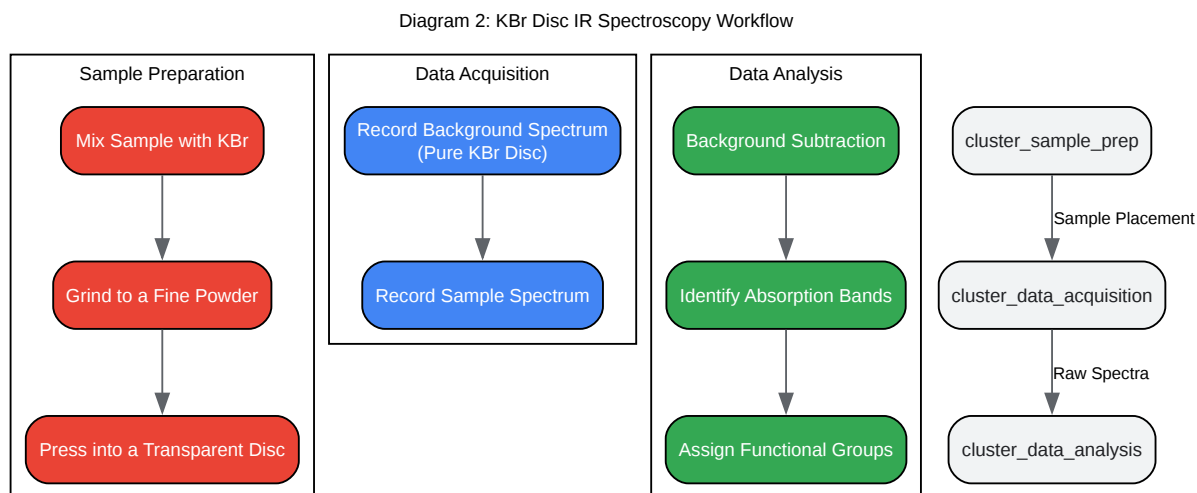 Diagram 2: KBr Disc IR Spectroscopy Workflow
Sample Preparation
Mix Sample with KBr
Grind to a Fine Powder
Press into a Transparent Disc
Data Acquisition
Record Background Spectrum
(Pure KBr Disc)
Record Sample Spectrum
Data Analysis
Background Subtraction
Identify Absorption Bands
Assign Functional Groups
cluster_sample_prep
Sample Placement
cluster_data_acquisition
Raw Spectra
cluster_data_analysis